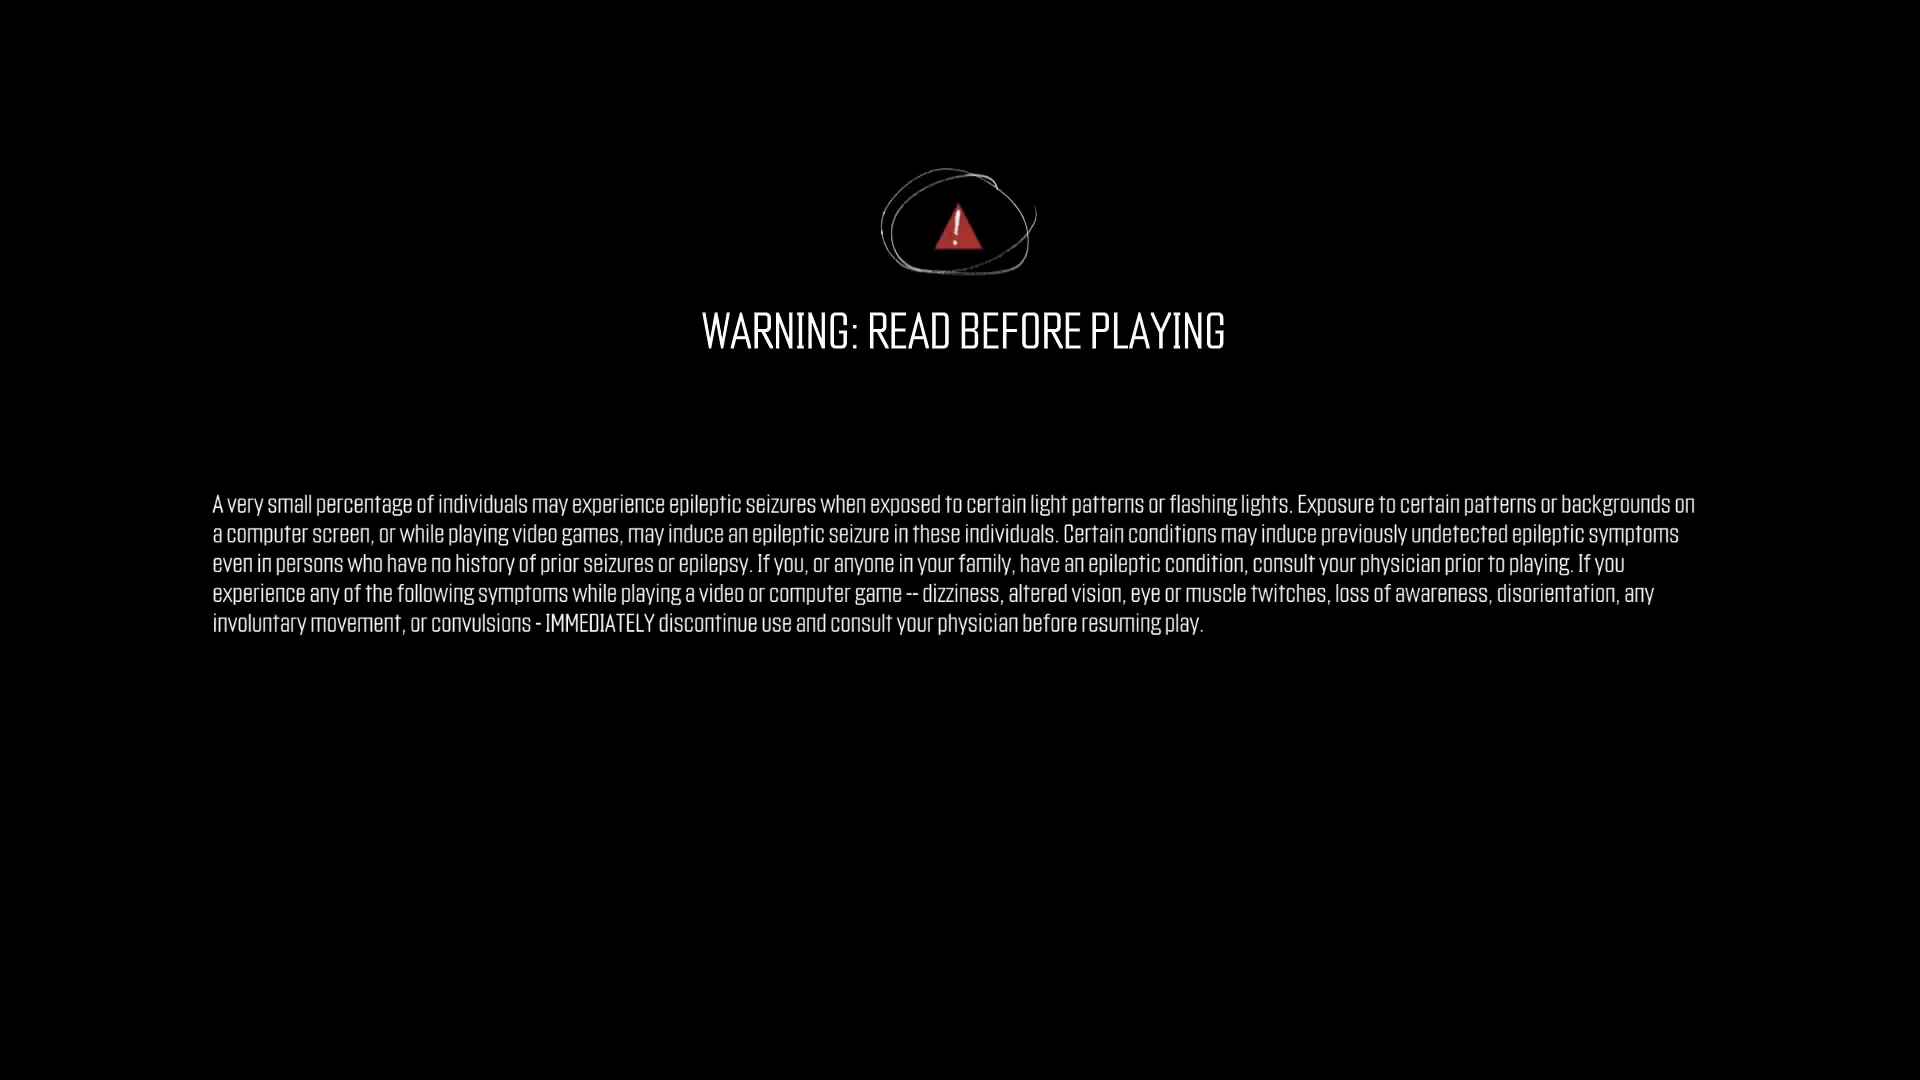 WARNING: READ BEFORE PLAYING
A very small percentage of individuals may experience epileptic seizures when exposed to certain light patterns or flashing lights. Exposure to certain patterns or backgrounds on
a computer screen, or while playing video games, may induce an epileptic seizure in these individuals. Certain conditions may induce previously undetected epileptic symptoms
even in persons who have no history of prior seizures or epilepsy. If you, or anyone in your family, have an epileptic condition, consult your physician prior to playing. If you
experience any of the following symptoms while playing a video or computer game -- dizziness, altered vision, eye or muscle twitches, loss of awareness, disorientation, any
involuntary movement, or convulsions - IMMEDIATELY discontinue use and consult your physician before resuming play.